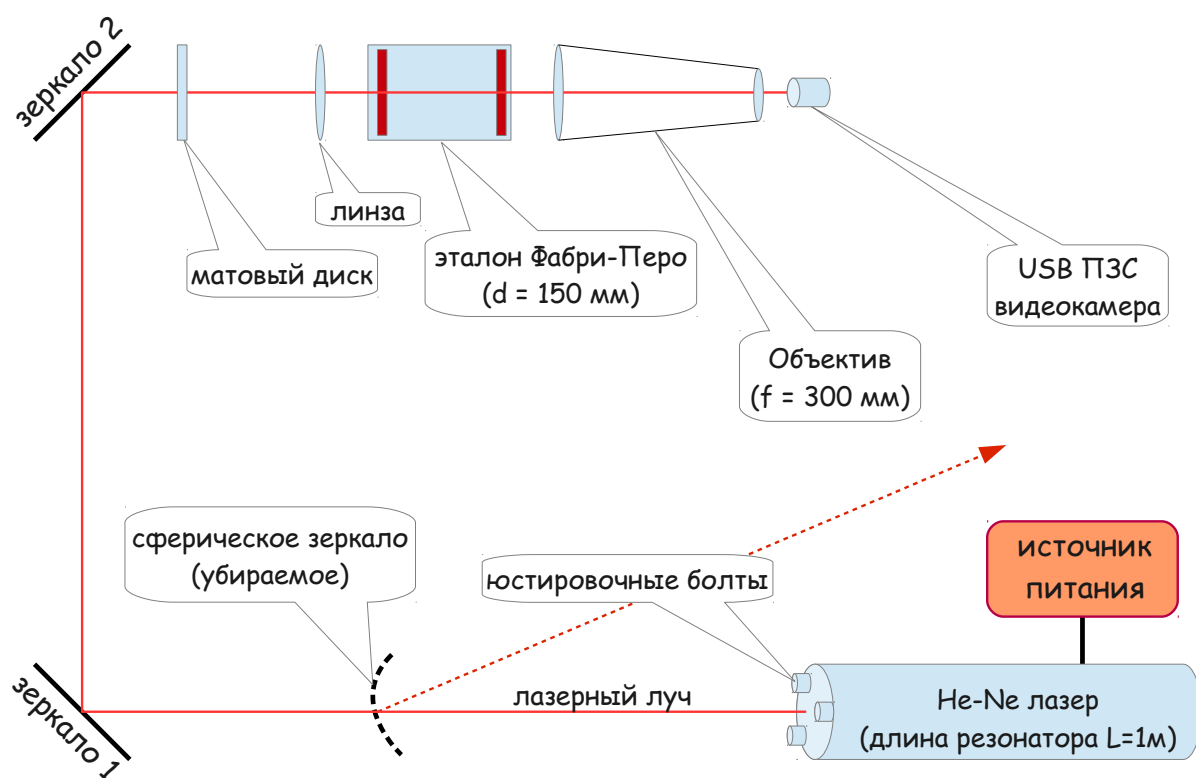 зеркало 2
линза
матовый диск
эталон Фабри-Перо
(d = 150 мм)
USB ПЗС
видеокамера
Объектив
(f = 300 мм)
сферическое зеркало
(убираемое)
юстировочные болты
источник
питания
зеркало 1
лазерный луч
He-Ne лазер
(длина резонатора L=1м)